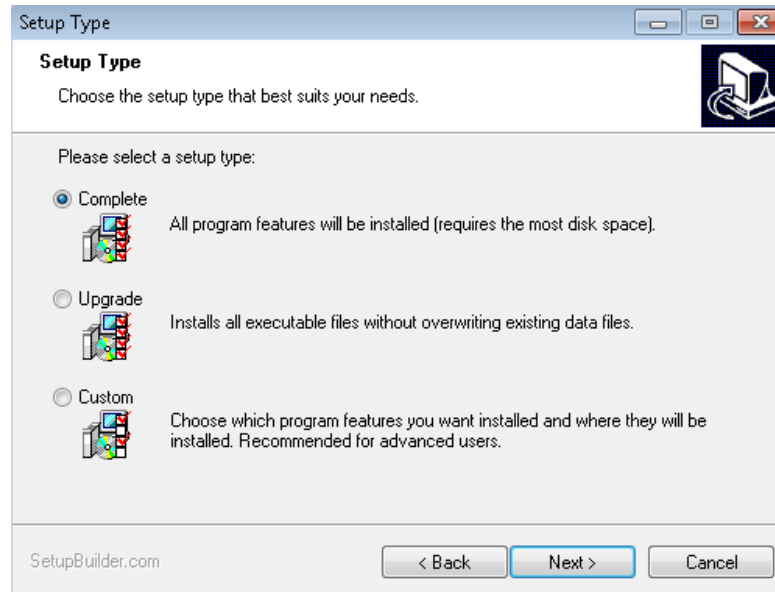 Setup Type
Setup Type
Choose the setup type that best suits your needs.
Please select a setup type:
Complete
All program features will be installed (requires the most disk space).
Upgrade
Installs all executable files without overwriting existing data files.
Custom
Choose which program features you want installed and where they will be
installed. Recommended for advanced users.
SetupBuilder.com
< Back Next > Cancel